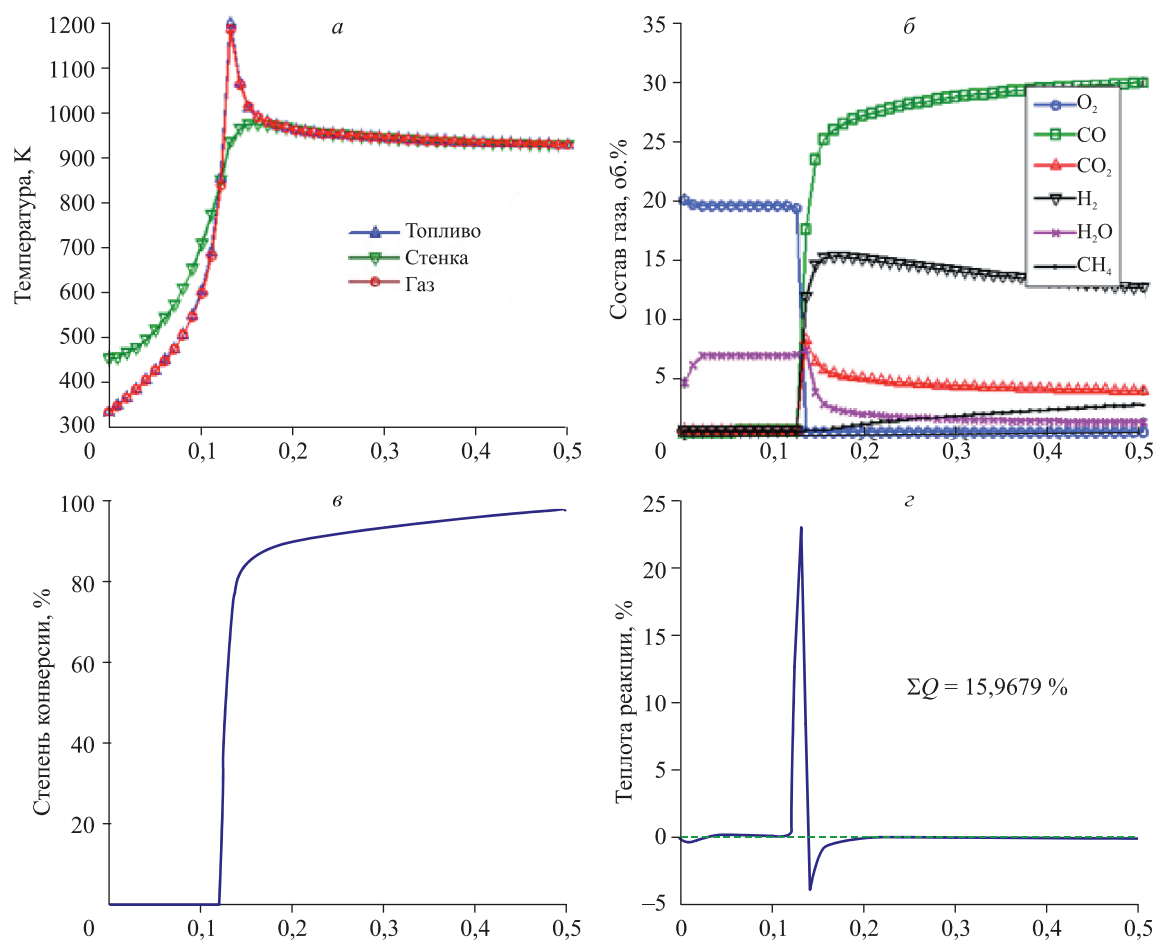 а
Температура, К
1200
1100
1000
900
800
700
600
500
400
300
0
0,1
0,2
0,3
0,4
0,5
Топливо
Стенка
Газ
б
Состав газа, об.%
35
30
25
20
15
10
5
0
0,1
0,2
0,3
0,4
0,5
O₂
CO
CO₂
H₂
H₂O
CH₄
в
Степень конверсии, %
100
80
60
40
20
0
0,1
0,2
0,3
0,4
0,5
г
Теплота реакции, %
25
20
15
10
5
0
–5
0
0,1
0,2
0,3
0,4
0,5
ΣQ = 15,9679 %